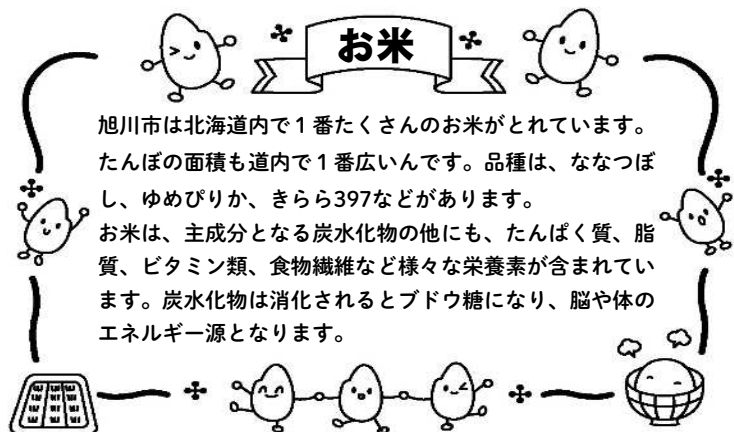 お米
旭川市は北海道内で１番たくさんのお米がとれています。
たんぼの面積も道内で１番広いんです。品種は、ななつぼ
し、ゆめぴりか、きらら397などがあります。
お米は、主成分となる炭水化物の他にも、たんぱく質、脂
質、ビタミン類、食物繊維など様々な栄養素が含まれてい
ます。炭水化物は消化されるとブドウ糖になり、脳や体の
エネルギー源となります。